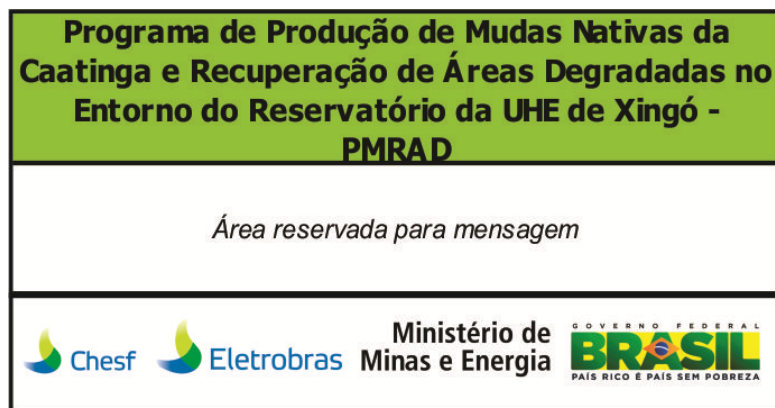 Programa de Produção de Mudas Nativas da
Caatinga e Recuperação de Áreas Degradadas no
Entorno do Reservatório da UHE de Xingó -
PMRAD
Área reservada para mensagem
Chesf
Eletrobras
Ministério de
Minas e Energia
GOVERNO FEDERAL
BRASIL
PAÍS RICO É PAÍS SEM POBREZA